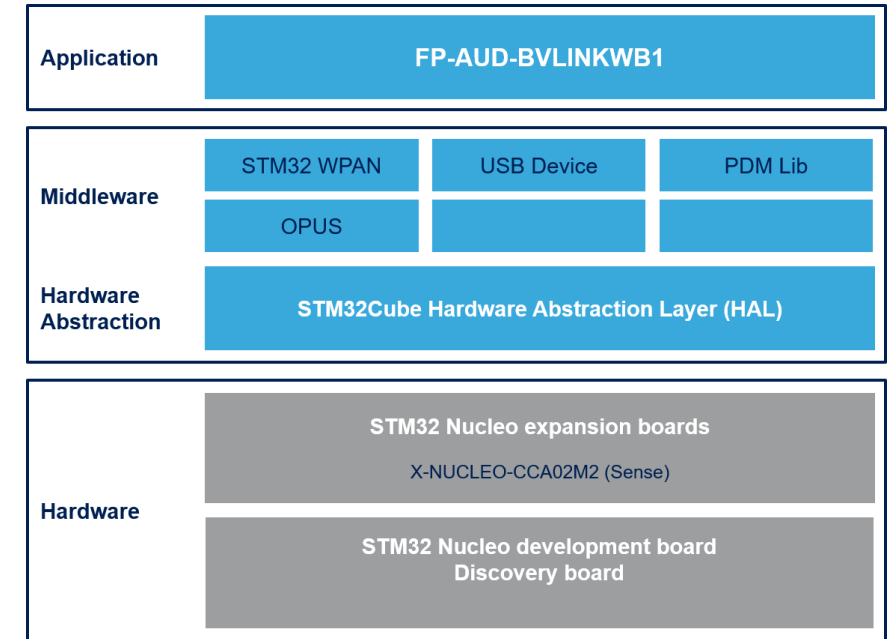 Application
FP-AUD-BVLINKWB1
Middleware
STM32 WPAN
USB Device
PDM Lib
OPUS
Hardware
Abstraction
STM32Cube Hardware Abstraction Layer (HAL)
Hardware
STM32 Nucleo expansion boards
X-NUCLEO-CCA02M2 (Sense)
STM32 Nucleo development board
Discovery board